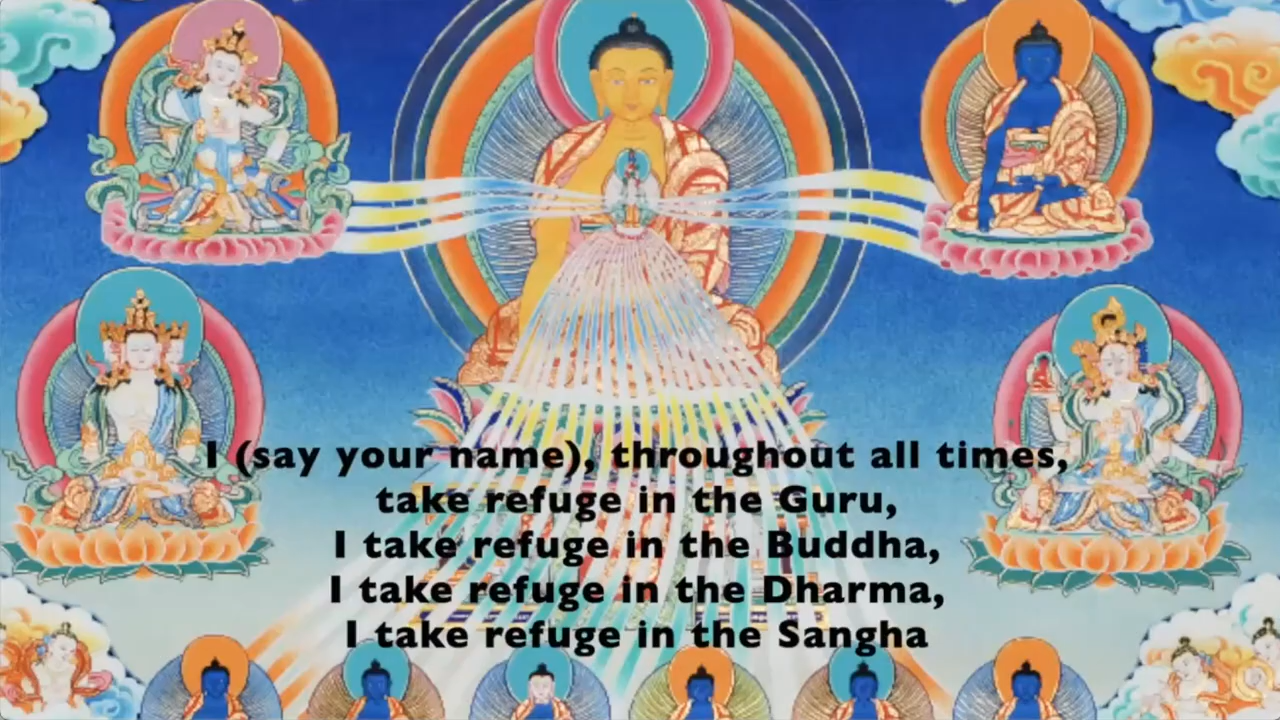 I (say your name), throughout all times,
take refuge in the Guru,
I take refuge in the Buddha,
I take refuge in the Dharma,
I take refuge in the Sangha